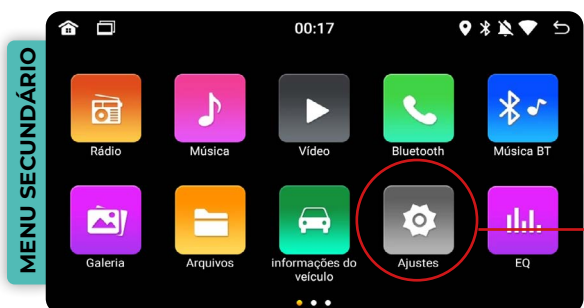 MENU SECUNDÁRIO
00:17
Rádio
Música
Vídeo
Bluetooth
Música BT
Galeria
Arquivos
informações do
veículo
Ajustes
EQ